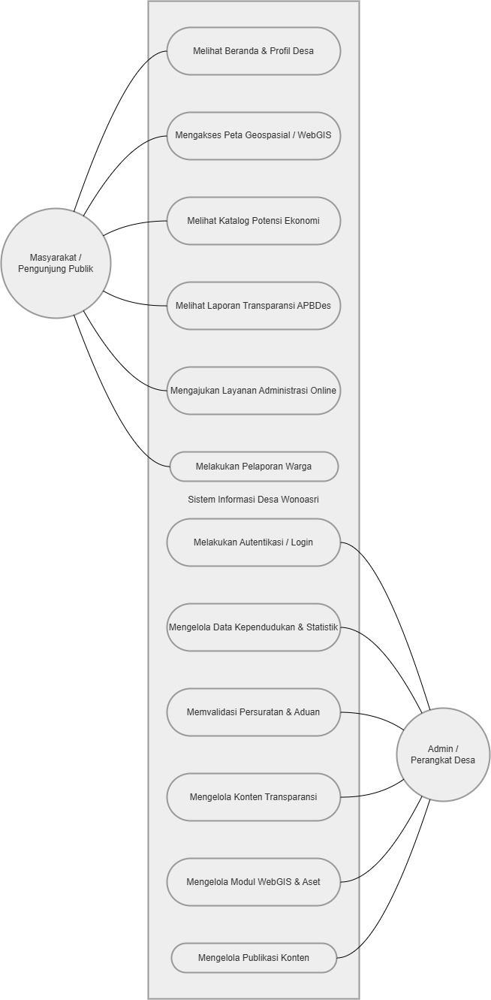 Melihat Beranda & Profil Desa
Mengakses Peta Geospasial / WebGIS
Melihat Katalog Potensi Ekonomi
Masyarakat /
Pengunjung Publik
Melihat Laporan Transparansi APBDes
Mengajukan Layanan Administrasi Online
Melakukan Pelaporan Warga
Sistem Informasi Desa Wonoasri
Melakukan Autentikasi / Login
Mengelola Data Kependudukan & Statistik
Memvalidasi Persuratan & Aduan
Admin /
Perangkat Desa
Mengelola Konten Transparansi
Mengelola Modul WebGIS & Aset
Mengelola Publikasi Konten